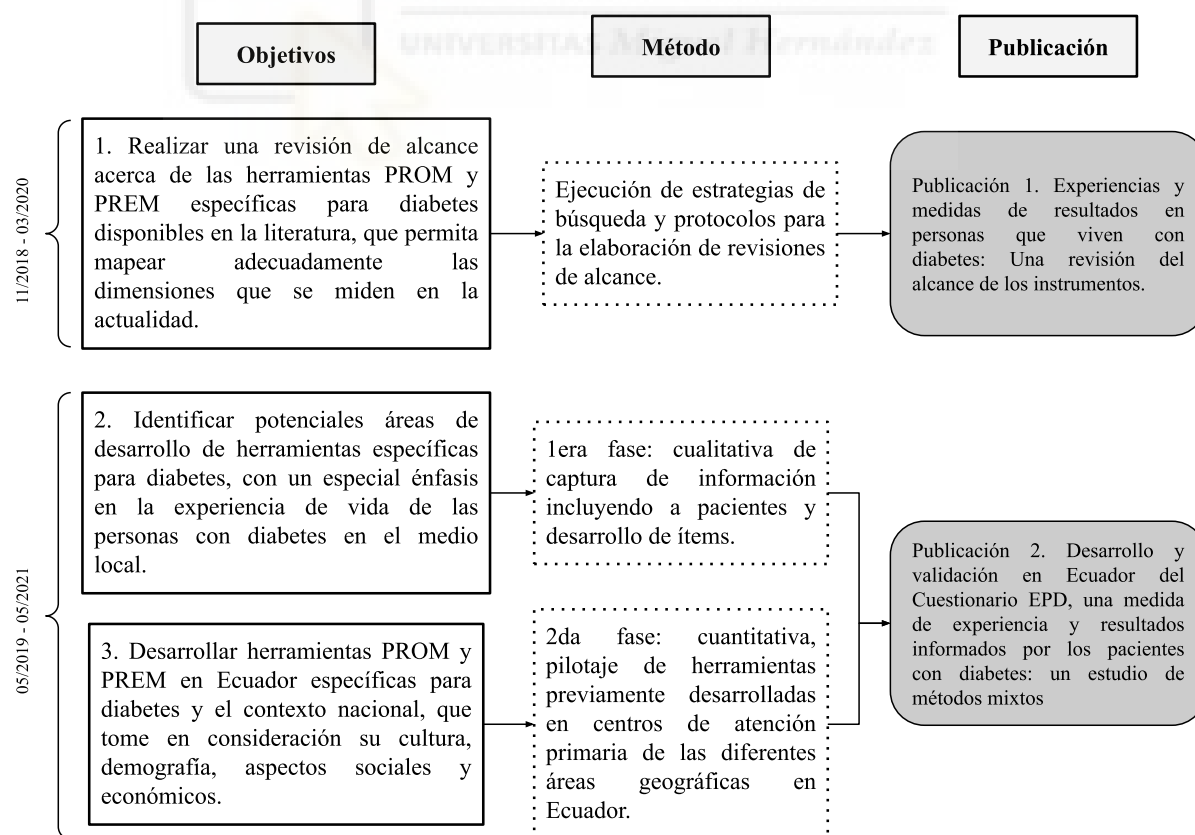 UNIVERSITAS Miguel Hernández
Objetivos
Método
Publicación
11/2018 - 03/2020
1. Realizar una revisión de alcance
acerca de las herramientas PROM y
PREM específicas para diabetes
disponibles en la literatura, que permita
mapear adecuadamente las
dimensiones que se miden en la
actualidad.
Ejecución de estrategias de
búsqueda y protocolos para
la elaboración de revisiones
de alcance.
Publicación 1. Experiencias y
medidas de resultados en
personas que viven con
diabetes: Una revisión del
alcance de los instrumentos.
05/2019 - 05/2021
2. Identificar potenciales áreas de
desarrollo de herramientas específicas
para diabetes, con un especial énfasis
en la experiencia de vida de las
personas con diabetes en el medio
local.
1era fase: cualitativa de
captura de información
incluyendo a pacientes y
desarrollo de ítems.
3. Desarrollar herramientas PROM y
PREM en Ecuador específicas para
diabetes y el contexto nacional, que
tome en consideración su cultura,
demografía, aspectos sociales y
económicos.
2da fase: cuantitativa,
pilotaje de herramientas
previamente desarrolladas
en centros de atención
primaria de las diferentes
áreas geográficas en
Ecuador.
Publicación 2. Desarrollo y
validación en Ecuador del
Cuestionario EPD, una medida
de experiencia y resultados
informados por los pacientes
con diabetes: un estudio de
métodos mixtos